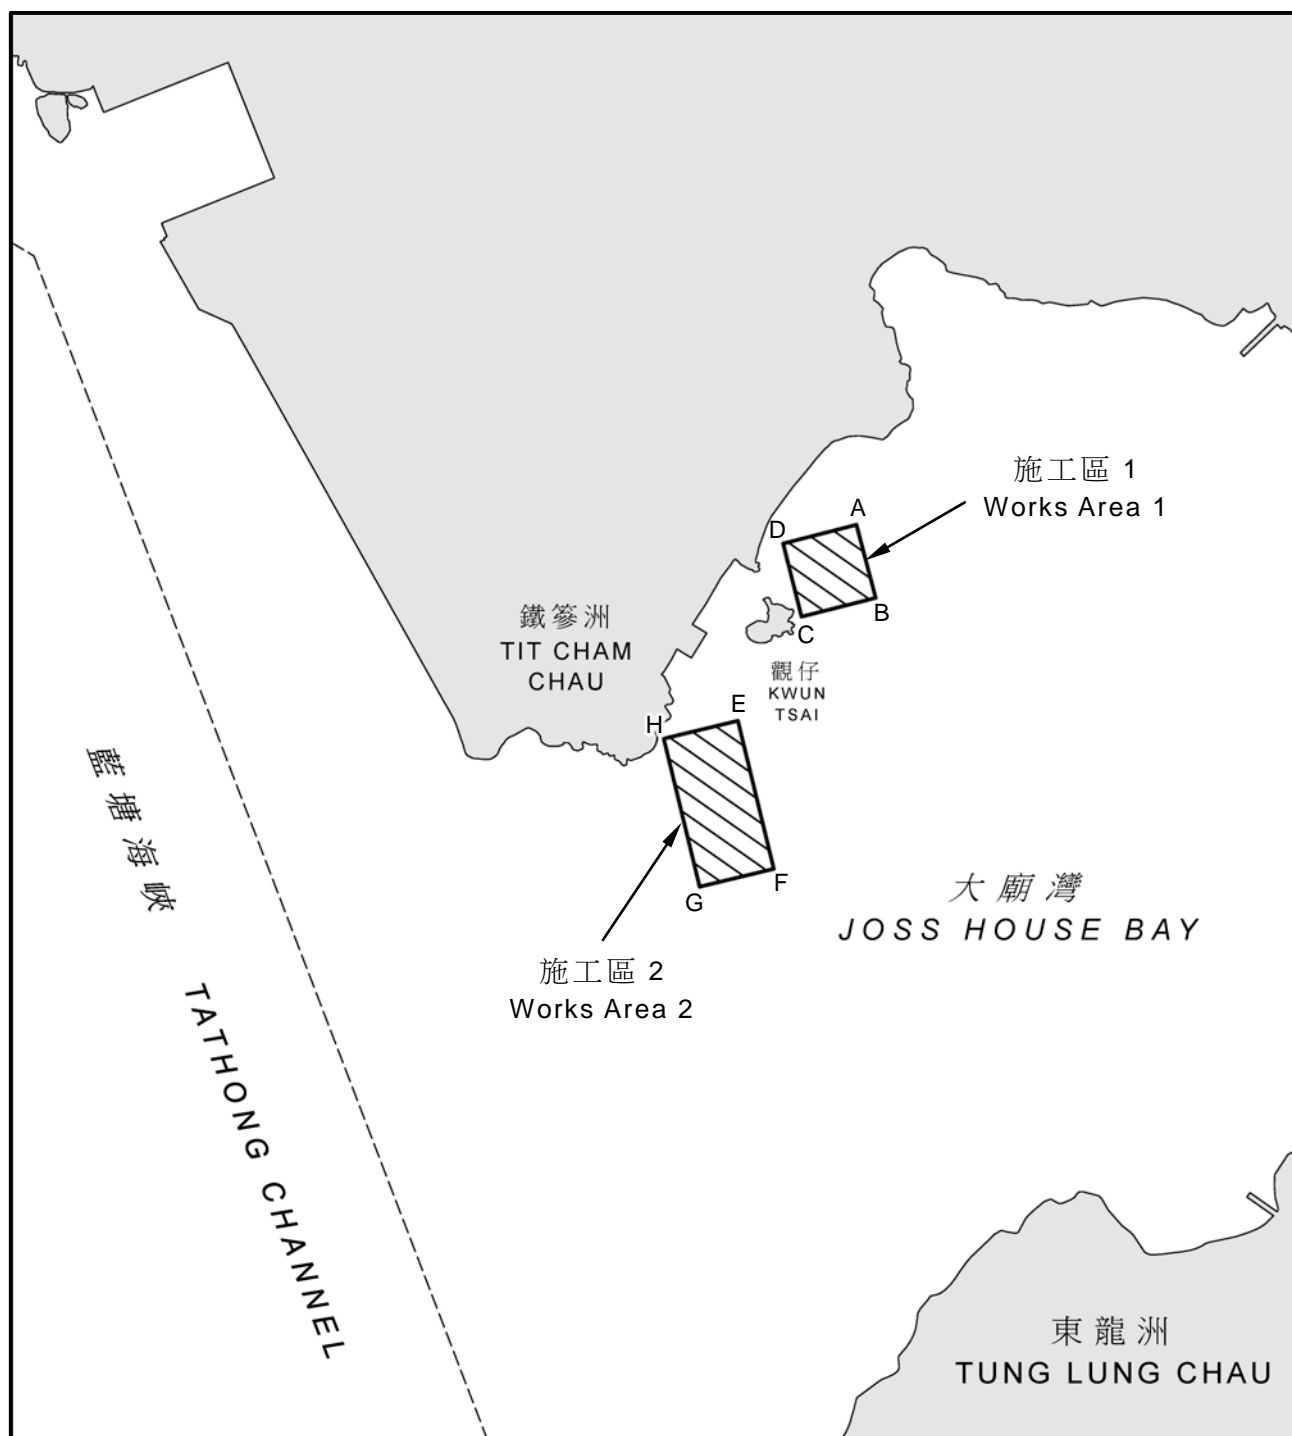 施工區 1
Works Area 1
A
D
B
C
鐵篸洲
TIT CHAM
CHAU
觀仔
KWUN
TSAI
E
H
F
G
藍塘海峽
TATHONG CHANNEL
大廟灣
JOSS HOUSE BAY
施工區 2
Works Area 2
東龍洲
TUNG LUNG CHAU